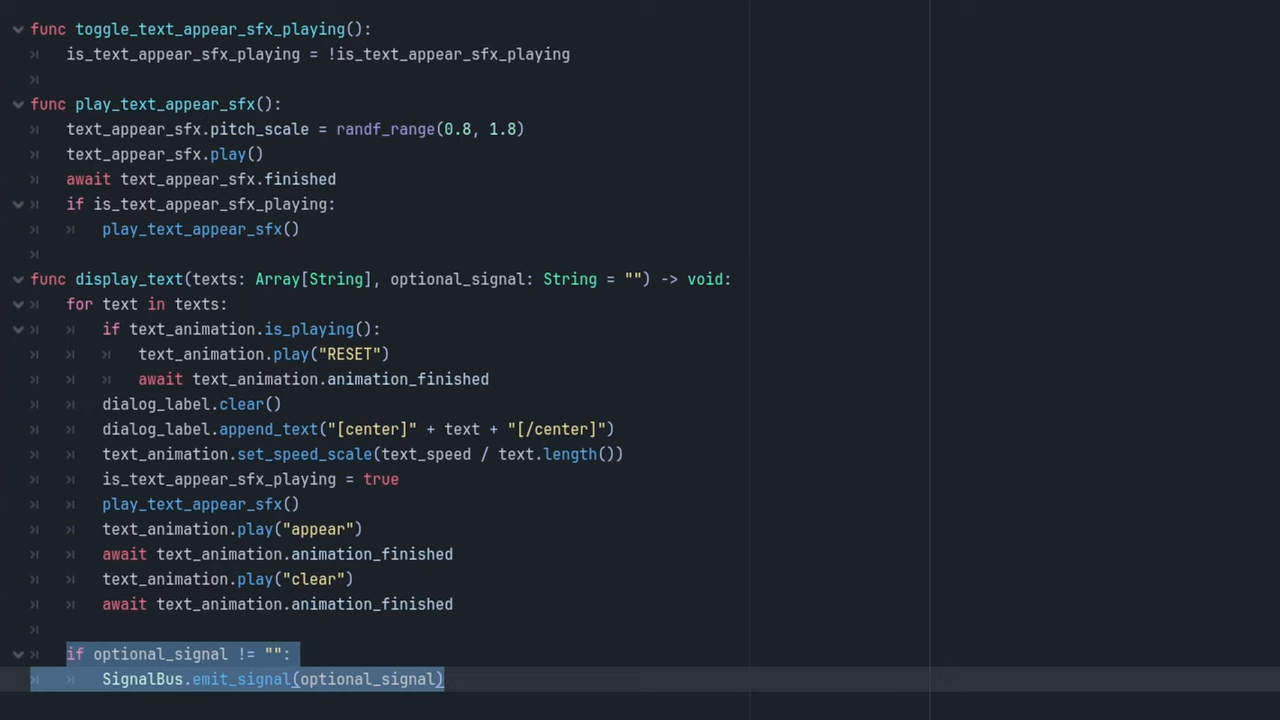 func toggle_text_appear_sfx_playing():
is_text_appear_sfx_playing = !is_text_appear_sfx_playing
func play_text_appear_sfx():
text_appear_sfx.pitch_scale = randf_range(0.8, 1.8)
text_appear_sfx.play()
await text_appear_sfx.finished
if is_text_appear_sfx_playing:
play_text_appear_sfx()
func display_text(texts: Array[String], optional_signal: String = "") -> void:
for text in texts:
if text_animation.is_playing():
text_animation.play("RESET")
await text_animation.animation_finished
dialog_label.clear()
dialog_label.append_text("[center]" + text + "[/center]")
text_animation.set_speed_scale(text_speed / text.length())
is_text_appear_sfx_playing = true
play_text_appear_sfx()
text_animation.play("appear")
await text_animation.animation_finished
text_animation.play("clear")
await text_animation.animation_finished
if optional_signal != "":
SignalBus.emit_signal(optional_signal)